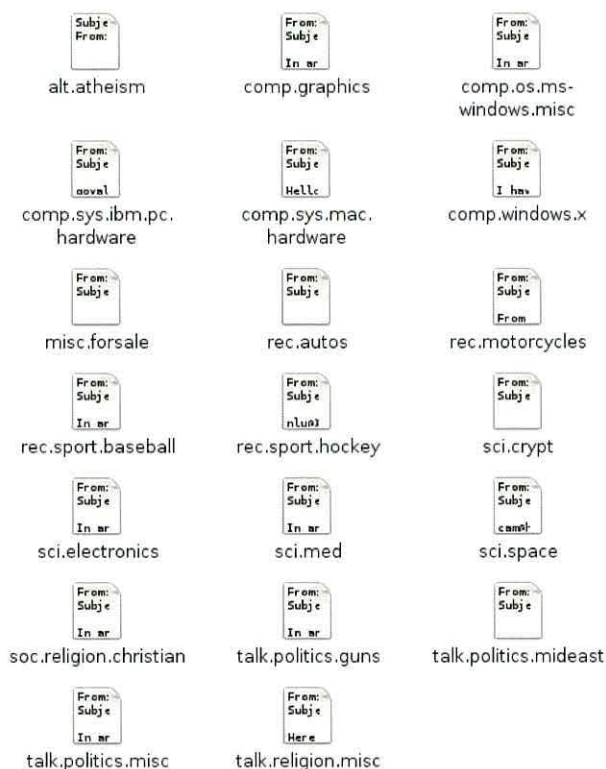 Subje
From:
From:
Subje
In ar
From:
Subje
In ar
alt.atheism
comp.graphics
comp.os.ms-
windows.misc
From:
Subje
From:
Subje
Hellc
From:
Subje
I hav
comp.sys.ibm.pc.
hardware
comp.sys.mac.
hardware
comp.windows.x
From:
Subje
From:
Subje
From:
Subje
From
misc.forsale
rec.autos
rec.motorcycles
From:
Subje
In ar
From:
Subje
From:
Subje
rec.sport.baseball
rec.sport.hockey
sci.crypt
From:
Subje
In ar
From:
Subje
In ar
From:
Subje
sci.electronics
sci.med
sci.space
From:
Subje
In ar
From:
Subje
In ar
From:
Subje
soc.religion.christian
talk.politics.guns
talk.politics.mideast
From:
Subje
In ar
From:
Subje
Here
talk.politics.misc
talk.religion.misc